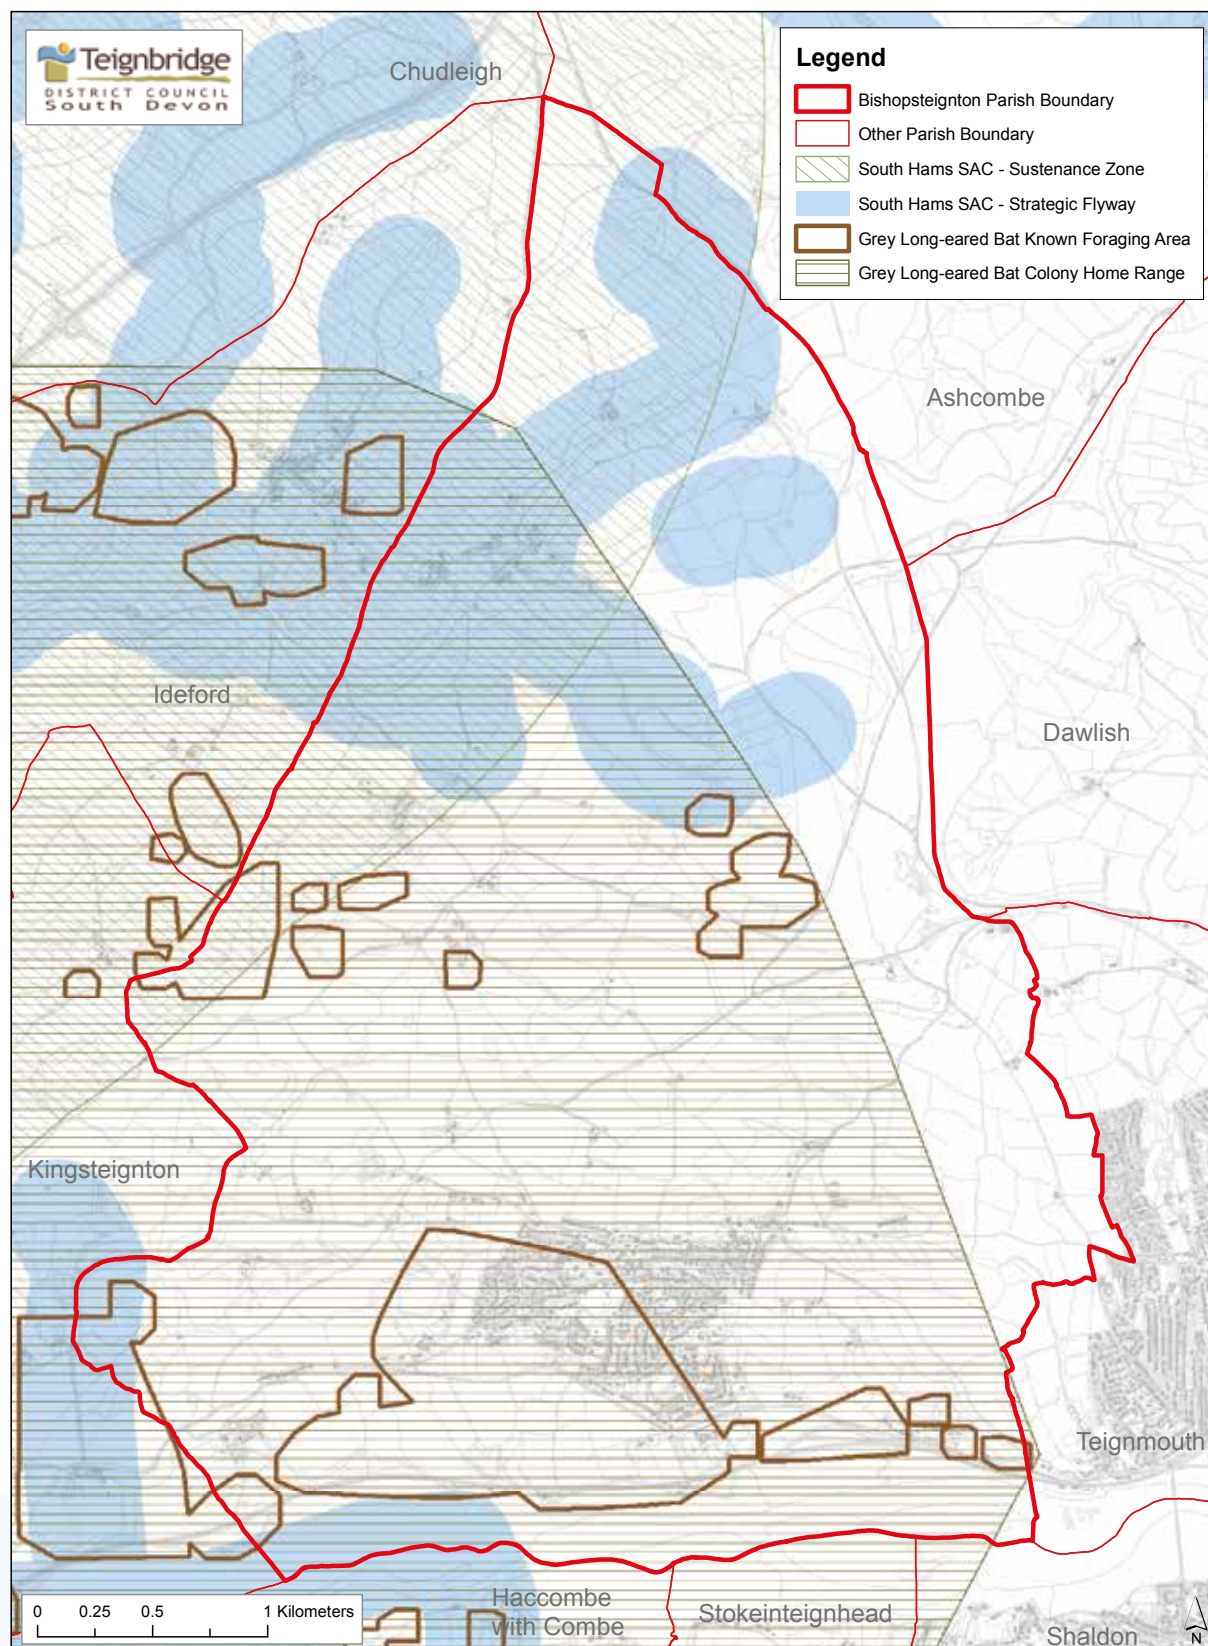 Teignbridge
DISTRICT COUNCIL
South Devon
Chudleigh
Legend
Bishopsteignton Parish Boundary
Other Parish Boundary
South Hams SAC - Sustenance Zone
South Hams SAC - Strategic Flyway
Grey Long-eared Bat Known Foraging Area
Grey Long-eared Bat Colony Home Range
Ashcombe
Ideford
Dawlish
Kingsteignton
Teignmouth
Haccombe
with Combe
Stokeinteignhead
Shaldon
0 0.25 0.5 1 Kilometers
N